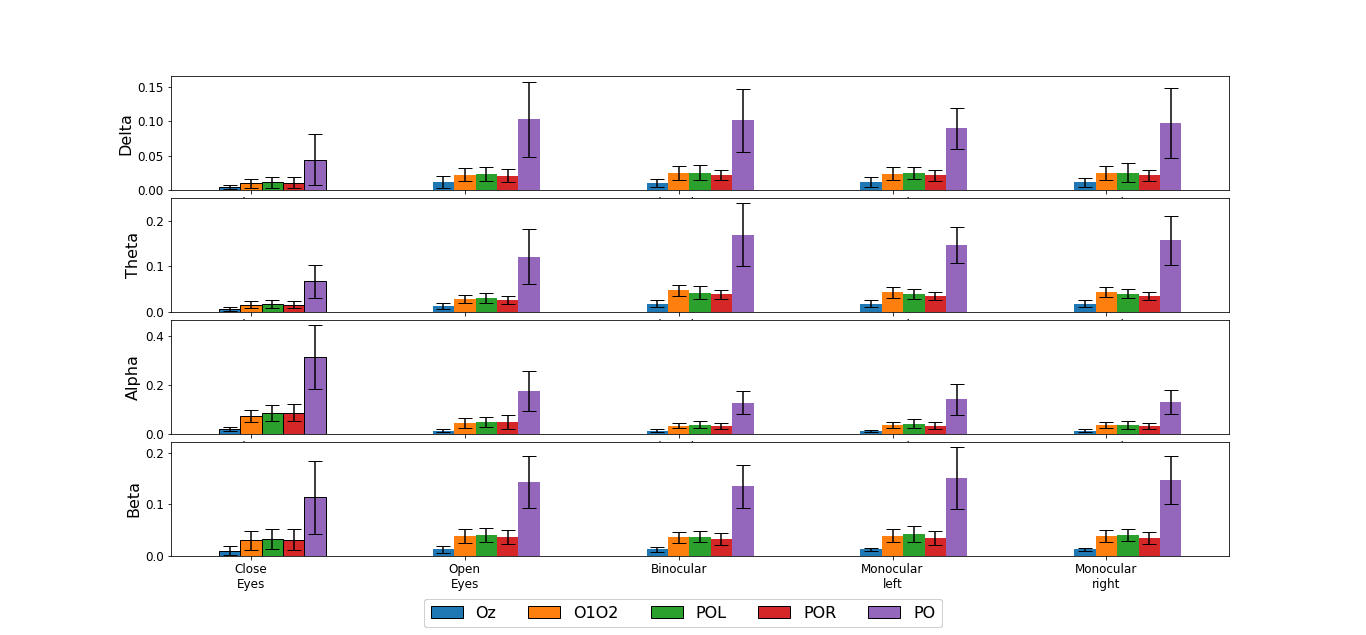 0.15
0.10
0.05
0.00
Delta
0.2
0.1
0.0
Theta
0.4
0.2
0.0
Alpha
0.2
0.1
0.0
Beta
Close Eyes
Open Eyes
Binocular
Monocular left
Monocular right
Oz O1O2 POL POR PO